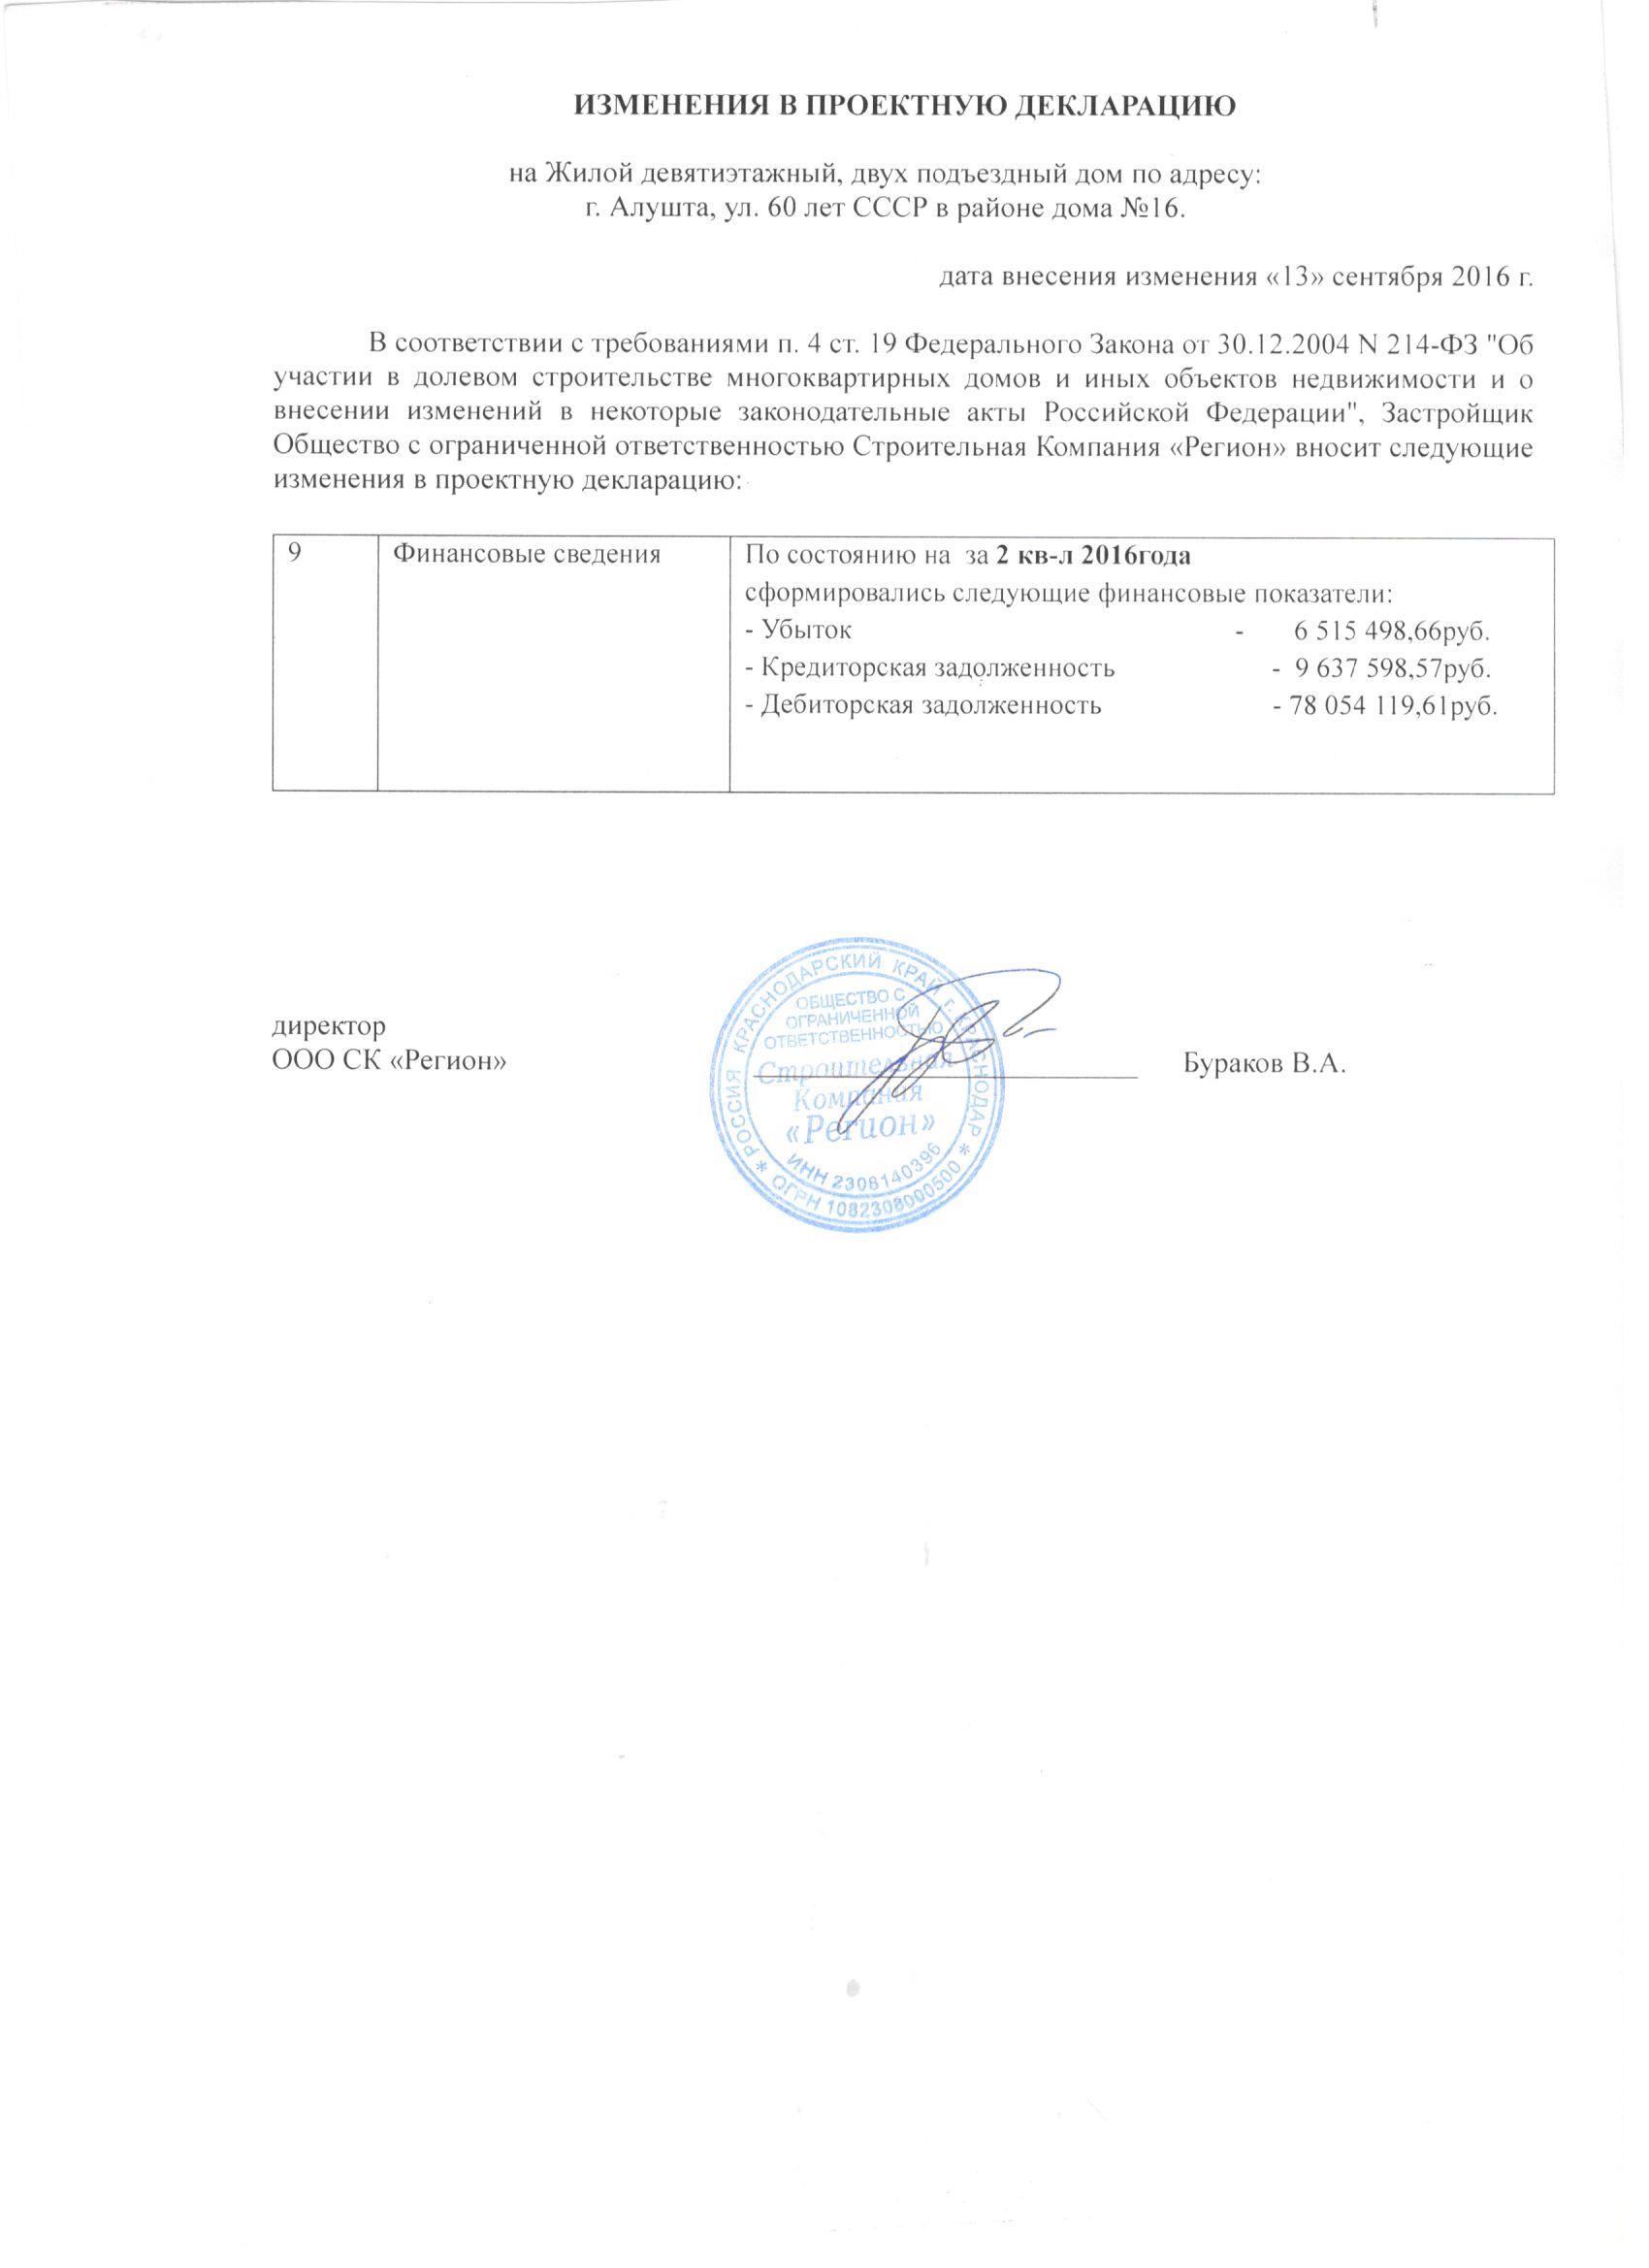 ИЗМЕНЕНИЯ В ПРОЕКТНУЮ ДЕКЛАРАЦИЮ
на Жилой девятиэтажный, двух подъездный дом по адресу:
г. Алушта, ул. 60 лет СССР в районе дома №16.
дата внесения изменения «13» сентября 2016 г.
В соответствии с требованиями п. 4 ст. 19 Федерального Закона от 30.12.2004 N 214-ФЗ "Об
участии в долевом строительстве многоквартирных домов и иных объектов недвижимости и о
внесении изменений в некоторые законодательные акты Российской Федерации", Застройщик
Общество с ограниченной ответственностью Строительная Компания «Регион» вносит следующие
изменения в проектную декларацию:
9 Финансовые сведения По состоянию на за 2 кв-л 2016года
сформировались следующие финансовые показатели:
- Убыток - 6 515 498,66руб.
- Кредиторская задолженность - 9 637 598,57руб.
- Дебиторская задолженность - 78 054 119,61руб.
директор
ООО СК «Регион» Бураков В.А.
РОССИЯ КРАСНОДАРСКИЙ КРАЙ г. КРАСНОДАР
ОБЩЕСТВО С
ОГРАНИЧЕННОЙ
ОТВЕТСТВЕННОСТЬЮ
Строительная
Компания
«Регион»
ИНН 2308140396
* ОГРН 1082308000500 *